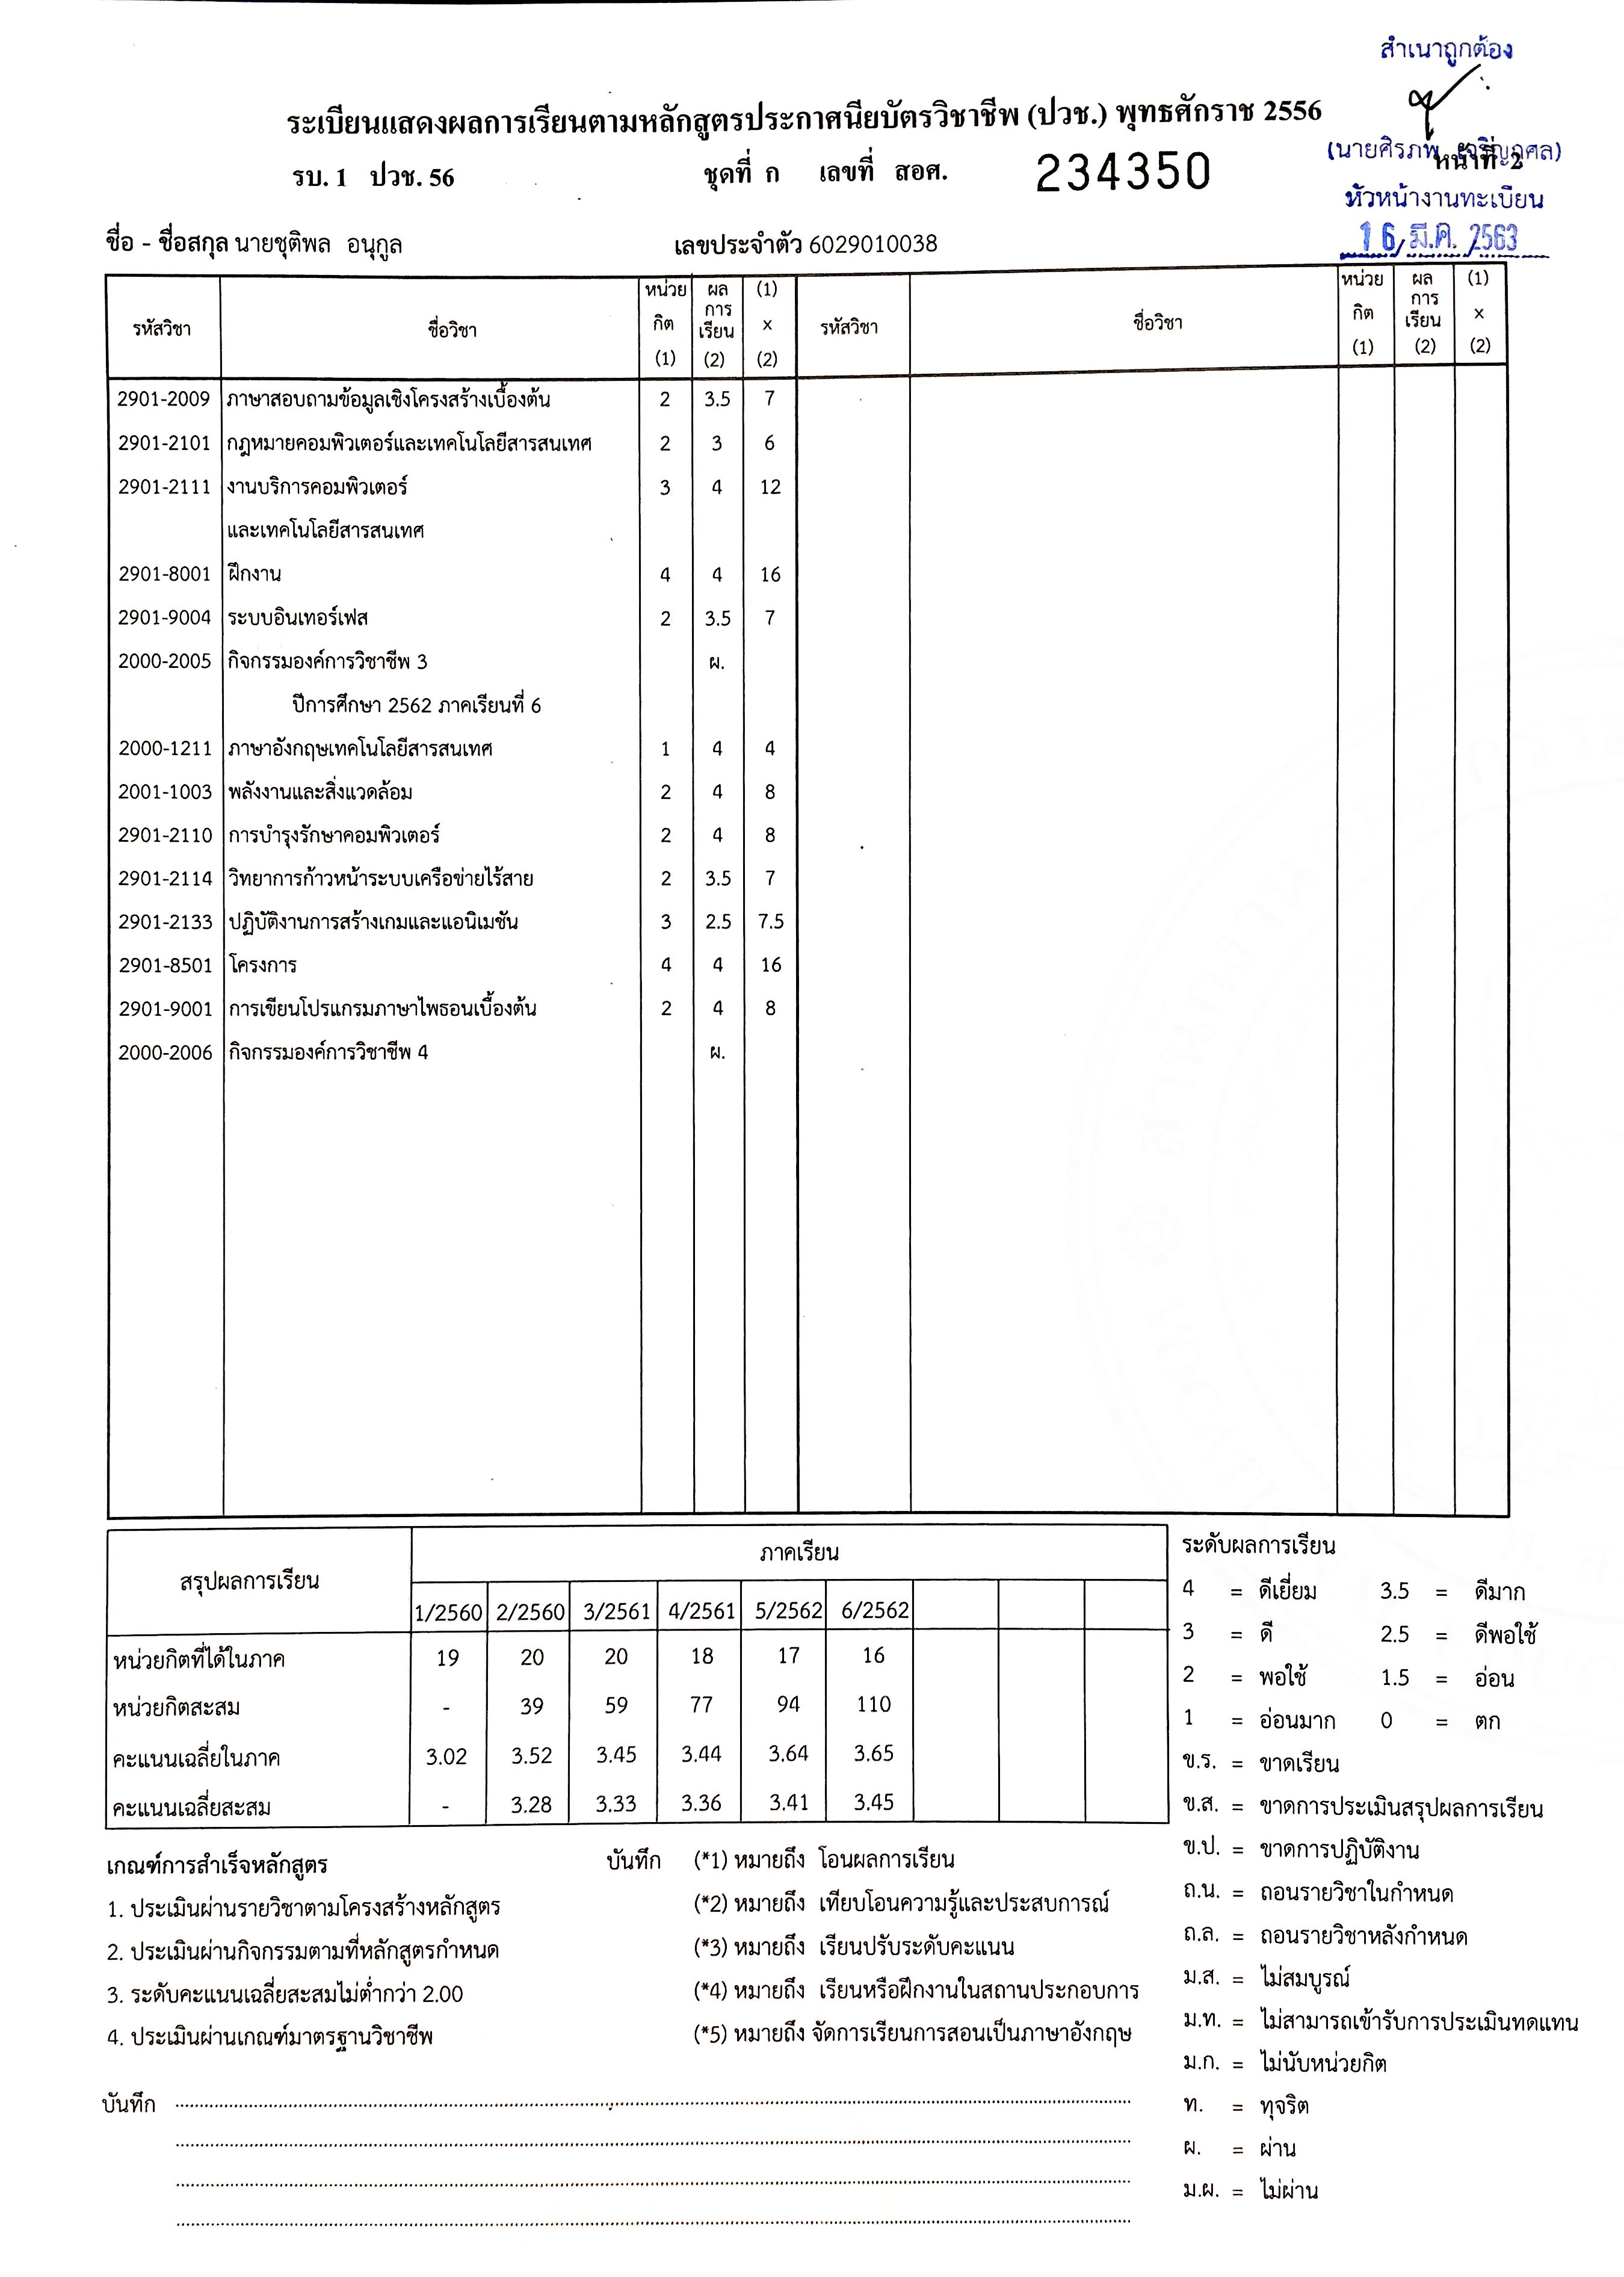 สำเนาถูกต้อง
ระเบียนแสดงผลการเรียนตามหลักสูตรประกาศนียบัตรวิชาชีพ (ปวช.) พุทธศักราช 2556
รบ. 1 ปวช. 56 ชุดที่ ก เลขที่ สอศ. 234350 หน้าที่ 2
(นายศิรภพ
หัวหน้างานทะเบียน
16 มี.ค. 2563
ชื่อ - ชื่อสกุล นายชุติพล อนุกูล เลขประจำตัว 6029010038
รหัสวิชา ชื่อวิชา หน่วยกิต (1) ผลการเรียน (2) (1) x (2) รหัสวิชา ชื่อวิชา หน่วยกิต (1) ผลการเรียน (2) (1) x (2)
2901-2009 ภาษาสอบถามข้อมูลเชิงโครงสร้างเบื้องต้น 2 3.5 7
2901-2101 กฎหมายคอมพิวเตอร์และเทคโนโลยีสารสนเทศ 2 3 6
2901-2111 งานบริการคอมพิวเตอร์ 3 4 12
และเทคโนโลยีสารสนเทศ
2901-8001 ฝึกงาน 4 4 16
2901-9004 ระบบอินเทอร์เฟส 2 3.5 7
2000-2005 กิจกรรมองค์การวิชาชีพ 3 ผ.
ปีการศึกษา 2562 ภาคเรียนที่ 6
2000-1211 ภาษาอังกฤษเทคโนโลยีสารสนเทศ 1 4 4
2001-1003 พลังงานและสิ่งแวดล้อม 2 4 8
2901-2110 การบำรุงรักษาคอมพิวเตอร์ 2 4 8
2901-2114 วิทยาการก้าวหน้าระบบเครือข่ายไร้สาย 2 3.5 7
2901-2133 ปฏิบัติงานการสร้างเกมและแอนิเมชัน 3 2.5 7.5
2901-8501 โครงการ 4 4 16
2901-9001 การเขียนโปรแกรมภาษาไพธอนเบื้องต้น 2 4 8
2000-2006 กิจกรรมองค์การวิชาชีพ 4 ผ.
สรุปผลการเรียน ภาคเรียน
1/2560 2/2560 3/2561 4/2561 5/2562 6/2562
หน่วยกิตที่ได้ในภาค 19 20 20 18 17 16
หน่วยกิตสะสม - 39 59 77 94 110
คะแนนเฉลี่ยในภาค 3.02 3.52 3.45 3.44 3.64 3.65
คะแนนเฉลี่ยสะสม - 3.28 3.33 3.36 3.41 3.45
ระดับผลการเรียน
4 = ดีเยี่ยม 3.5 = ดีมาก
3 = ดี 2.5 = ดีพอใช้
2 = พอใช้ 1.5 = อ่อน
1 = อ่อนมาก 0 = ตก
ข.ร. = ขาดเรียน
ข.ส. = ขาดการประเมินสรุปผลการเรียน
ข.ป. = ขาดการปฏิบัติงาน
ถ.น. = ถอนรายวิชาในกำหนด
ถ.ล. = ถอนรายวิชาหลังกำหนด
ม.ส. = ไม่สมบูรณ์
ม.ท. = ไม่สามารถเข้ารับการประเมินทดแทน
ม.ก. = ไม่นับหน่วยกิต
ท. = ทุจริต
ผ. = ผ่าน
ม.ผ. = ไม่ผ่าน
เกณฑ์การสำเร็จหลักสูตร
1. ประเมินผ่านรายวิชาตามโครงสร้างหลักสูตร
2. ประเมินผ่านกิจกรรมตามที่หลักสูตรกำหนด
3. ระดับคะแนนเฉลี่ยสะสมไม่ต่ำกว่า 2.00
4. ประเมินผ่านเกณฑ์มาตรฐานวิชาชีพ
บันทึก (*1) หมายถึง โอนผลการเรียน
(*2) หมายถึง เทียบโอนความรู้และประสบการณ์
(*3) หมายถึง เรียนปรับระดับคะแนน
(*4) หมายถึง เรียนหรือฝึกงานในสถานประกอบการ
(*5) หมายถึง จัดการเรียนการสอนเป็นภาษาอังกฤษ
บันทึก